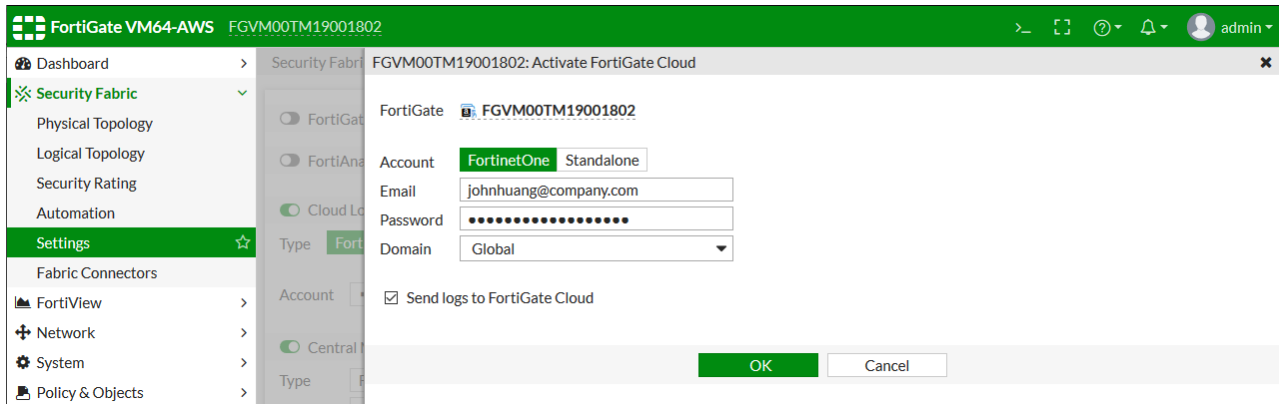 FortiGate VM64-AWS FGVM00TM19001802 >_ admin
Dashboard
Security Fabric
Physical Topology
Logical Topology
Security Rating
Automation
Settings
Fabric Connectors
FortiView
Network
System
Policy & Objects
Security Fabri
FortiGat
FortiAna
Cloud Lo
Type Fort
Account
Central
Type
FGVM00TM19001802: Activate FortiGate Cloud
FortiGate FGVM00TM19001802
Account FortinetOne Standalone
Email johnhuang@company.com
Password ••••••••••••••••••
Domain Global
Send logs to FortiGate Cloud
OK Cancel